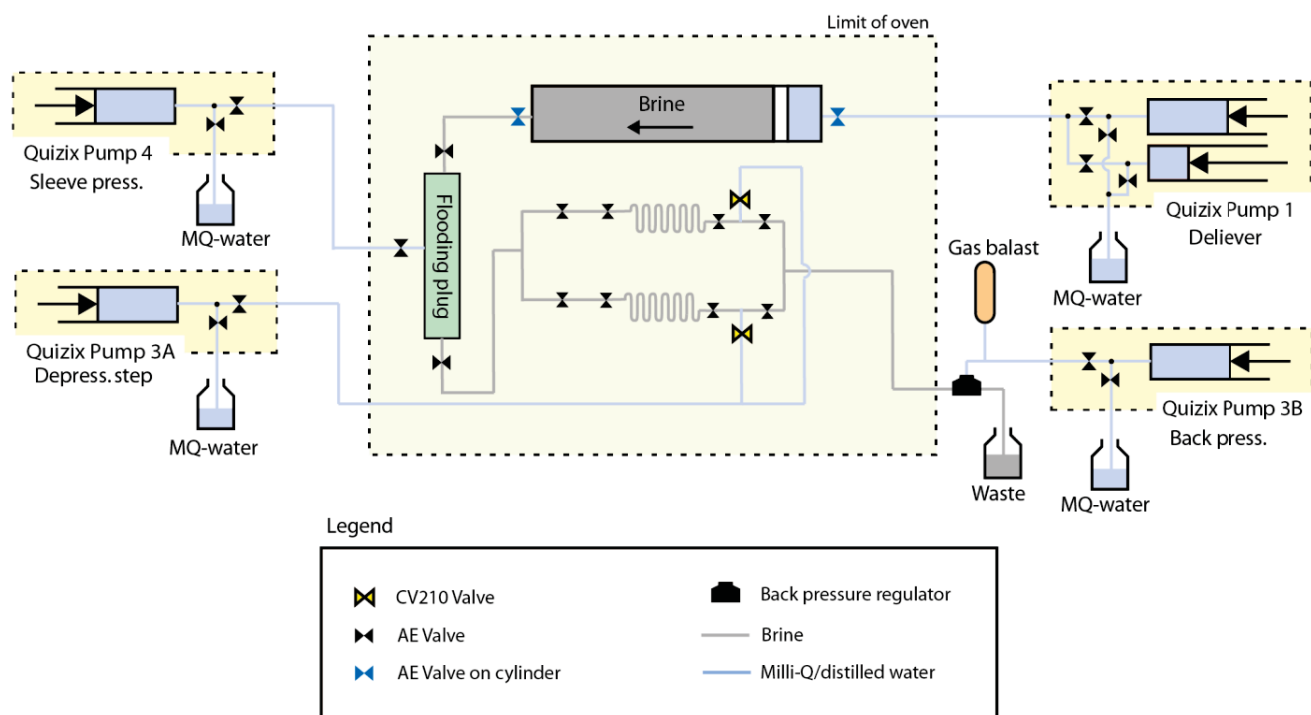 Limit of oven
Brine
Quizix Pump 4
Sleeve press.
MQ-water
Flooding plug
Quizix Pump 1
Deliever
MQ-water
Gas balast
Quizix Pump 3A
Depress. step
MQ-water
Quizix Pump 3B
Back press.
MQ-water
Waste
Legend
CV210 Valve
AE Valve
AE Valve on cylinder
Back pressure regulator
Brine
Milli-Q/distilled water